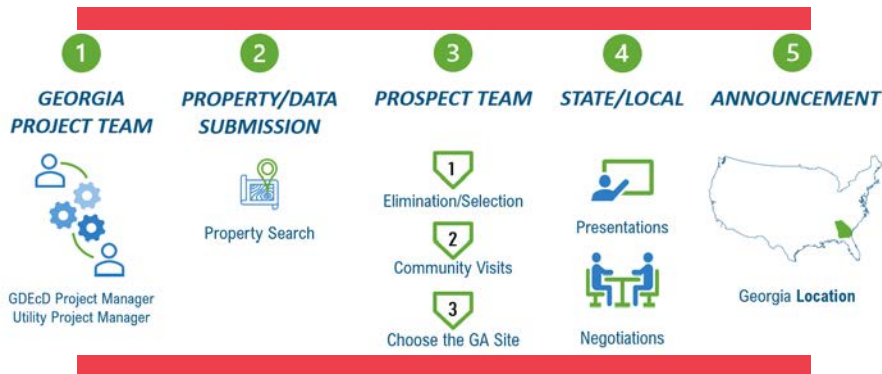 1
GEORGIA
PROJECT TEAM
GDEcD Project Manager
Utility Project Manager
2
PROPERTY/DATA
SUBMISSION
Property Search
3
PROSPECT TEAM
1
Elimination/Selection
2
Community Visits
3
Choose the GA Site
4
STATE/LOCAL
Presentations
Negotiations
5
ANNOUNCEMENT
Georgia Location